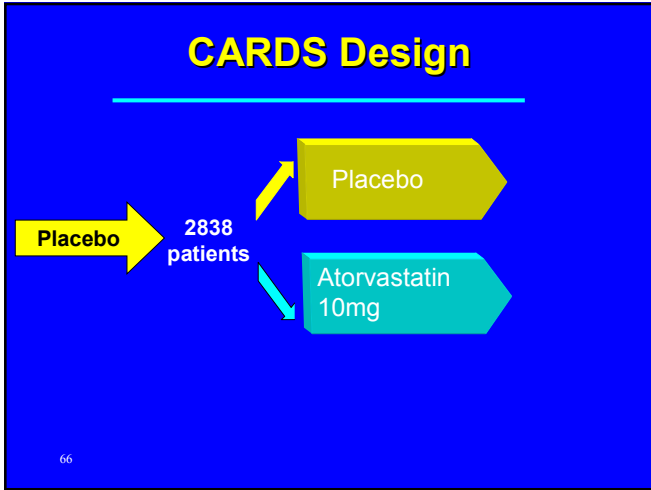 CARDS Design
Placebo
2838
patients
Placebo
Atorvastatin
10mg
66